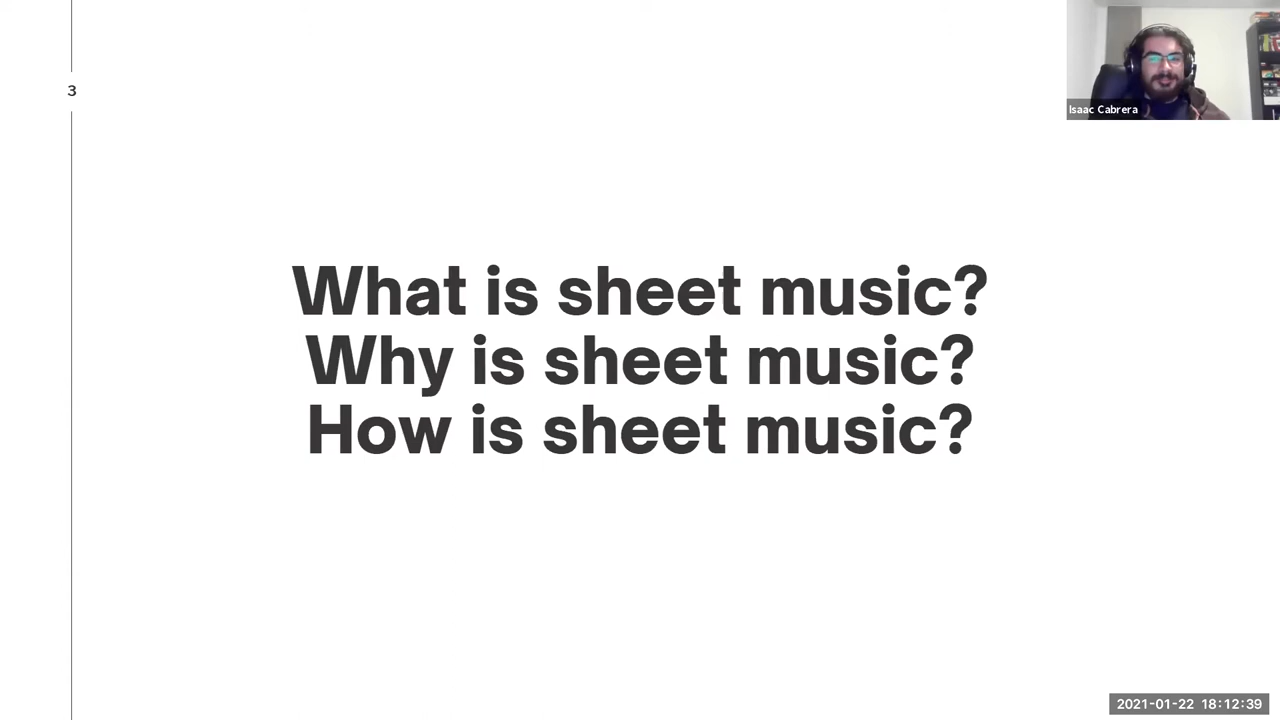 3
Isaac Cabrera
What is sheet music?
Why is sheet music?
How is sheet music?
2021-01-22 18:12:39